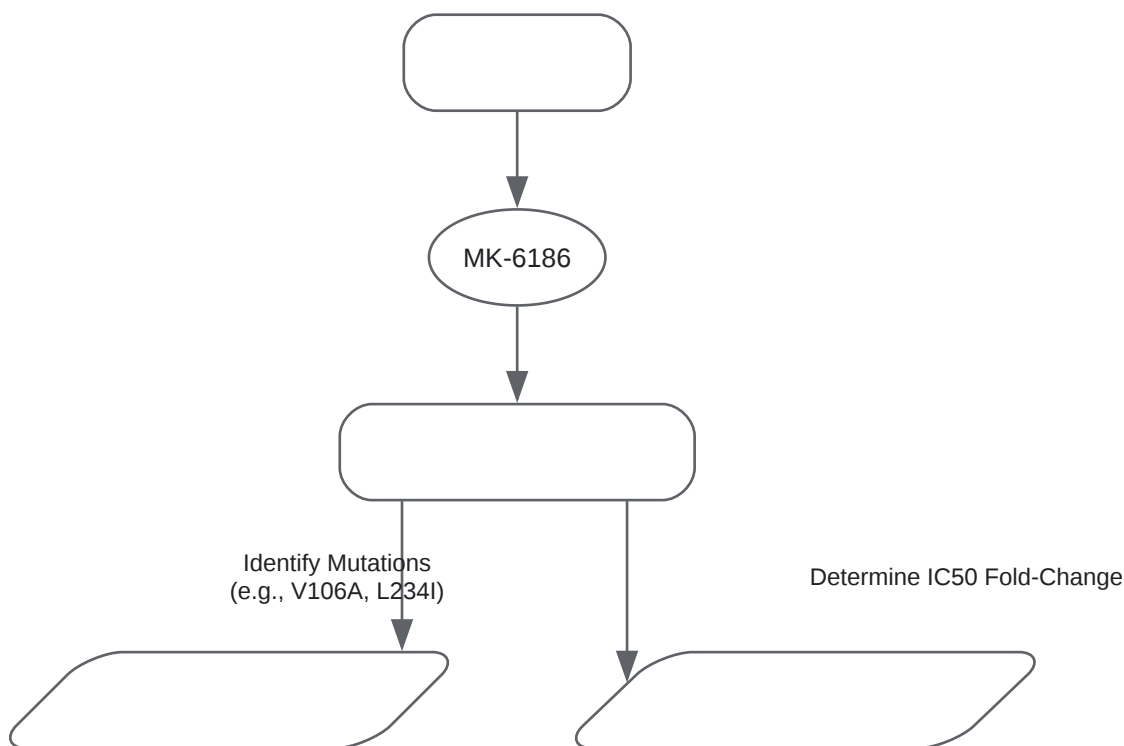 MK-6186
Identify Mutations
(e.g., V106A, L234I)
Determine IC50 Fold-Change